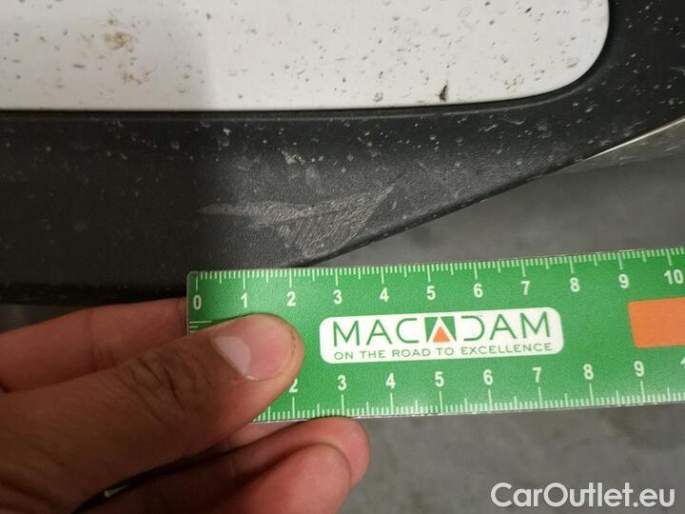 0 1 2 3 4 5 6 7 8 9 10
MACADAM
ON THE ROAD TO EXCELLENCE
2 3 4 5 6 7 8 9
CarOutlet.eu